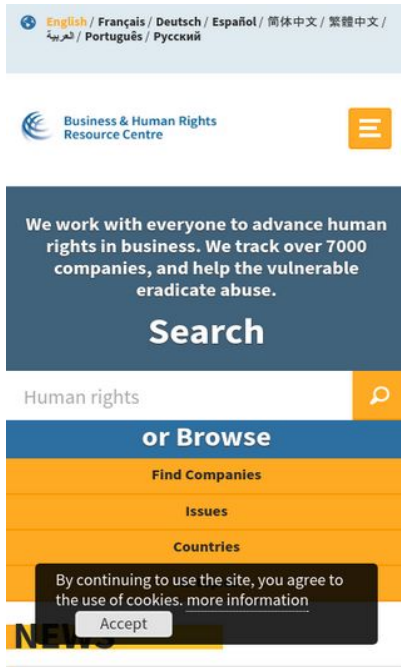 English / Français / Deutsch / Español / 简体中文 / 繁體中文 /
العربية / Português / Русский
Business & Human Rights
Resource Centre
We work with everyone to advance human
rights in business. We track over 7000
companies, and help the vulnerable
eradicate abuse.
Search
Human rights
or Browse
Find Companies
Issues
Countries
By continuing to use the site, you agree to
the use of cookies. more information
Accept
NEWS